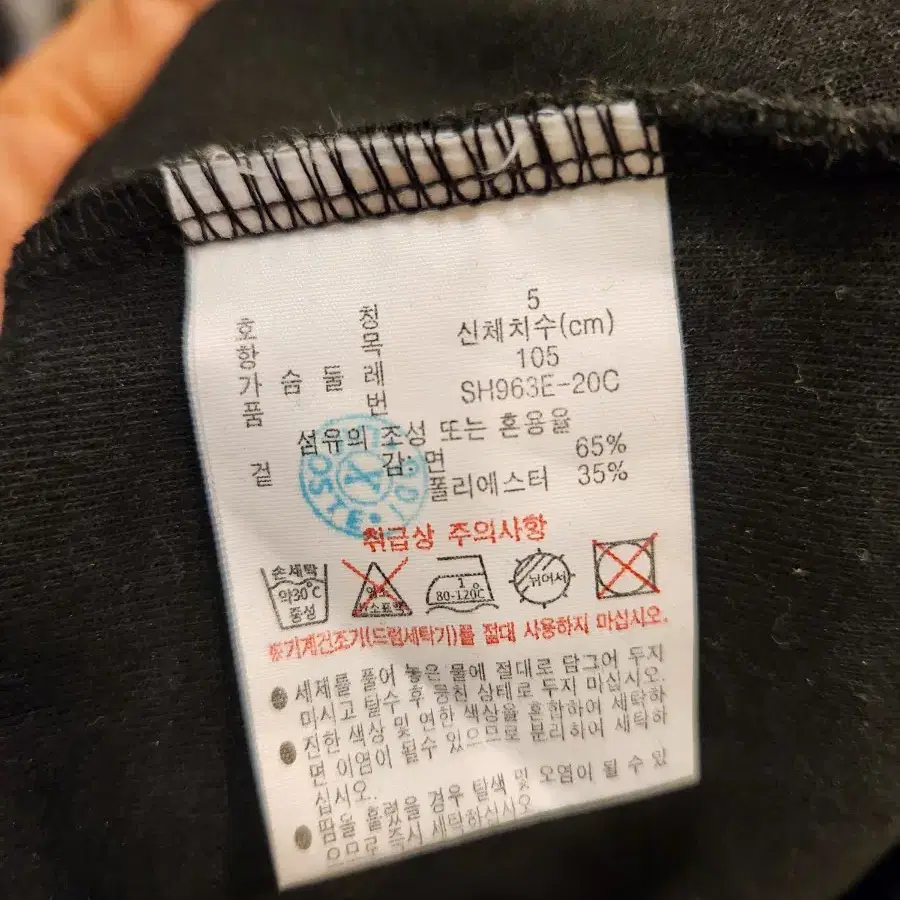 호 칭 5
항 목 신체치수(cm)
가 슴 둘 레 105
품 번 SH963E-20C
섬유의 조성 또는 혼용율
겉 감: 면 65%
폴리에스터 35%
취급상 주의사항
손세탁
약30℃
중성
염소
1
80-120℃
뉘어서
※기계건조기(드럼세탁기)를 절대 사용하지 마십시오.
● 세제를 풀어 놓은 물에 절대로 담그어 두지
마시고 탈수 후 뭉친 상태로 두지 마십시오.
● 진한 색상 및 연한 색상을 혼합하여 세탁하
면 이염이 될 수 있으므로 분리하여 세탁하
십시오.
● 땀을 흘렸을 경우 탈색 및 오염이 될 수 있
으므로 즉시 세탁하십시오